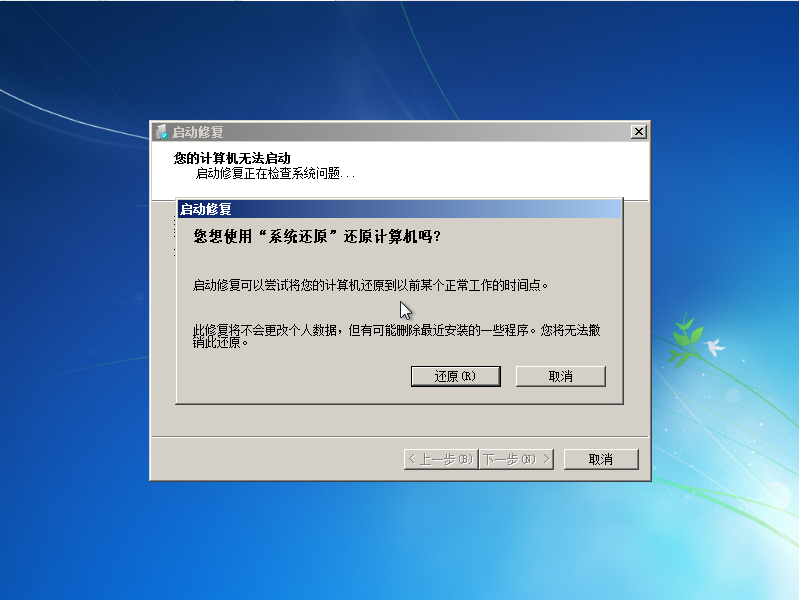 启动修复
您的计算机无法启动
启动修复正在检查系统问题...
启动修复
您想使用“系统还原”还原计算机吗?
启动修复可以尝试将您的计算机还原到以前某个正常工作的时间点。
此修复将不会更改个人数据，但有可能删除最近安装的一些程序。您将无法撤
销此还原。
还原(R) 取消
< 上一步(B) 下一步(N) > 取消